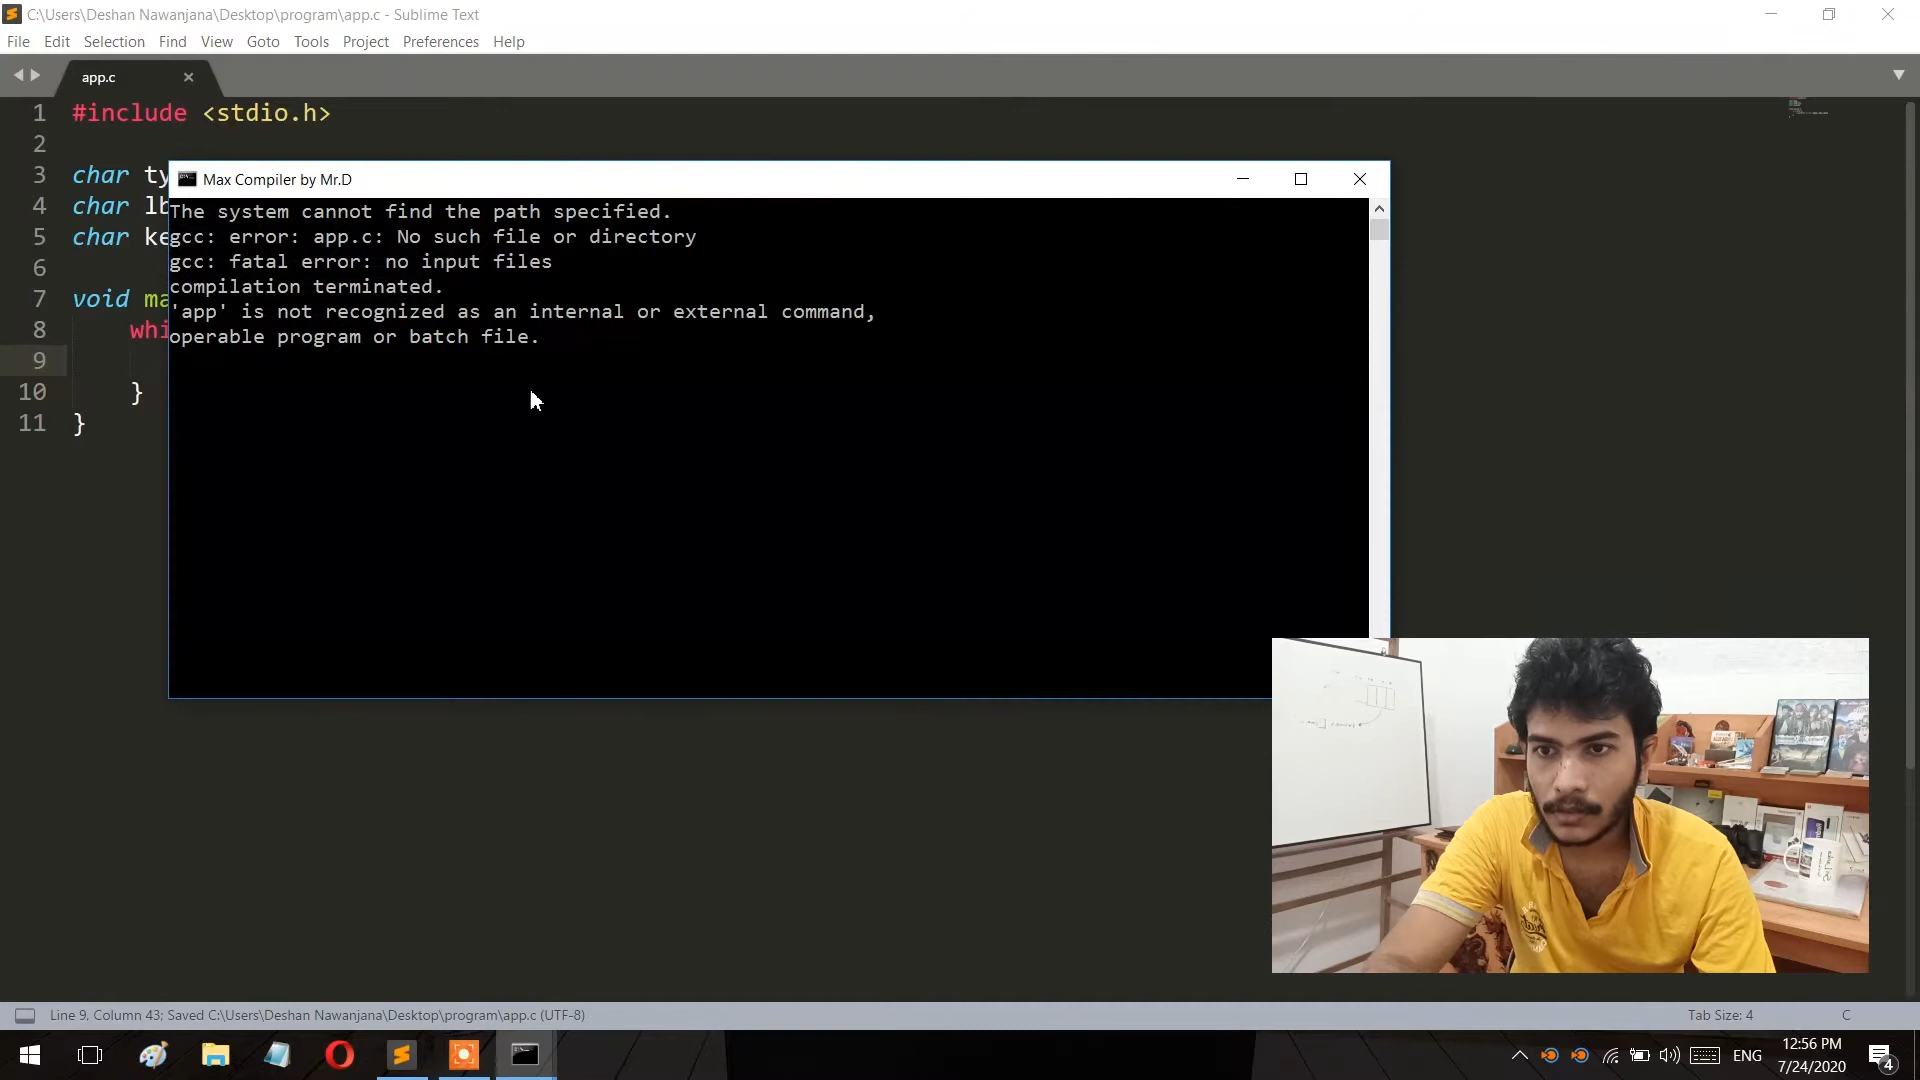 C:\Users\Deshan Nawanjana\Desktop\program\app.c - Sublime Text
File Edit Selection Find View Goto Tools Project Preferences Help
app.c
1 #include <stdio.h>
2
3 char ty
4 char lb
5 char ke
6
7 void ma
8 whi
9
10 }
11 }
Max Compiler by Mr.D
The system cannot find the path specified.
gcc: error: app.c: No such file or directory
gcc: fatal error: no input files
compilation terminated.
'app' is not recognized as an internal or external command,
operable program or batch file.
Line 9, Column 43; Saved C:\Users\Deshan Nawanjana\Desktop\program\app.c (UTF-8)
Tab Size: 4
C
ENG
12:56 PM
7/24/2020
4